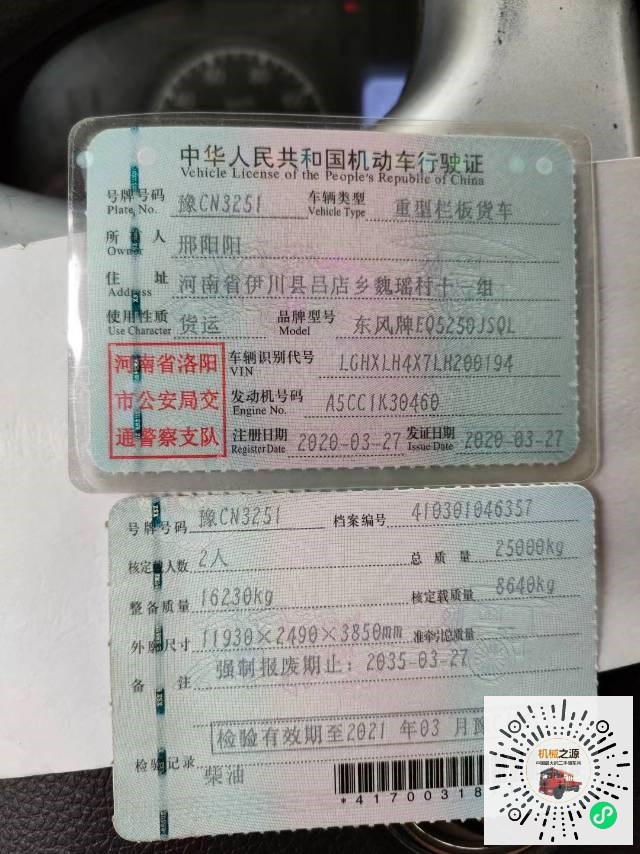 中华人民共和国机动车行驶证
Vehicle License of the People's Republic of China
号牌号码 豫CN3251 车辆类型 重型栏板货车
Plate No. Vehicle Type
所有人 邢阳阳
Owner
住址 河南省伊川县吕店乡魏瑶村十一组
Address
使用性质 货运 品牌型号 东风牌EQ5250JSQL
Use Character Model
河南省洛阳
市公安局交
通警察支队
车辆识别代号 LGHXLH4X7LH200194
VIN
发动机号码 A5CC1K30460
Engine No.
注册日期 2020-03-27 发证日期 2020-03-27
Register Date Issue Date
号牌号码 豫CN3251 档案编号 410301046357
核定人数 2人 总质量 25000kg
整备质量 16230kg 核定载质量 8640kg
外廓尺寸 11930×2490×3850mm 准牵引总质量
备注 强制报废期止：2035-03-27
检验有效期至2021年03月豫
检验记录
柴油
*41700318
机械之源